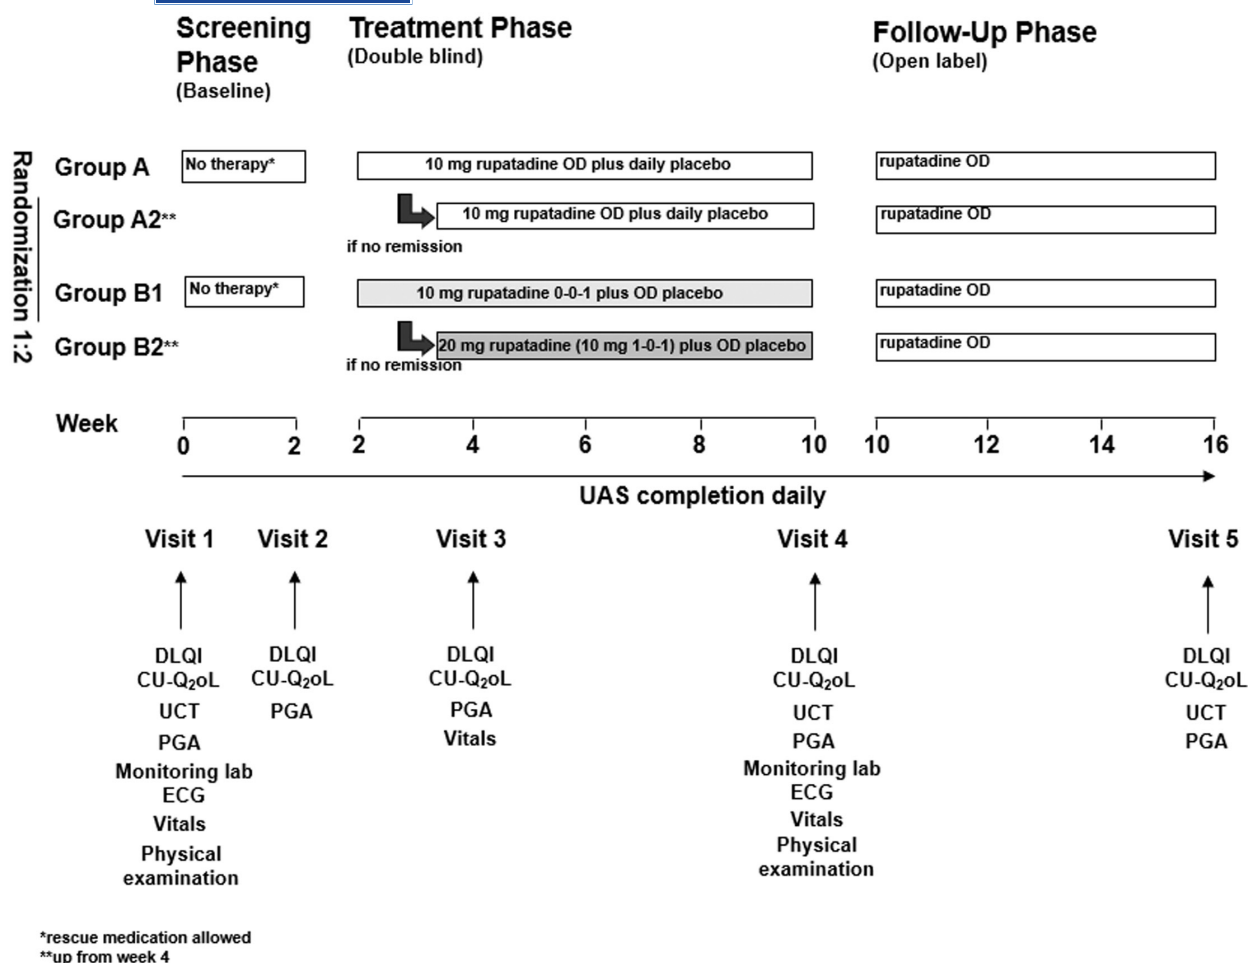 Screening Phase
(Baseline)
Treatment Phase
(Double blind)
Follow-Up Phase
(Open label)
Randomization 1:2
Group A
No therapy*
10 mg rupatadine OD plus daily placebo
rupatadine OD
Group A2**
if no remission
10 mg rupatadine OD plus daily placebo
rupatadine OD
Group B1
No therapy*
10 mg rupatadine 0-0-1 plus OD placebo
rupatadine OD
Group B2**
if no remission
20 mg rupatadine (10 mg 1-0-1) plus OD placebo
rupatadine OD
Week
0 2 2 4 6 8 10 10 12 14 16
UAS completion daily
Visit 1
DLQI
CU-Q₂oL
UCT
PGA
Monitoring lab
ECG
Vitals
Physical
examination
Visit 2
DLQI
CU-Q₂oL
PGA
Visit 3
DLQI
CU-Q₂oL
PGA
Vitals
Visit 4
DLQI
CU-Q₂oL
UCT
PGA
Monitoring lab
ECG
Vitals
Physical
examination
Visit 5
DLQI
CU-Q₂oL
UCT
PGA
*rescue medication allowed
**up from week 4